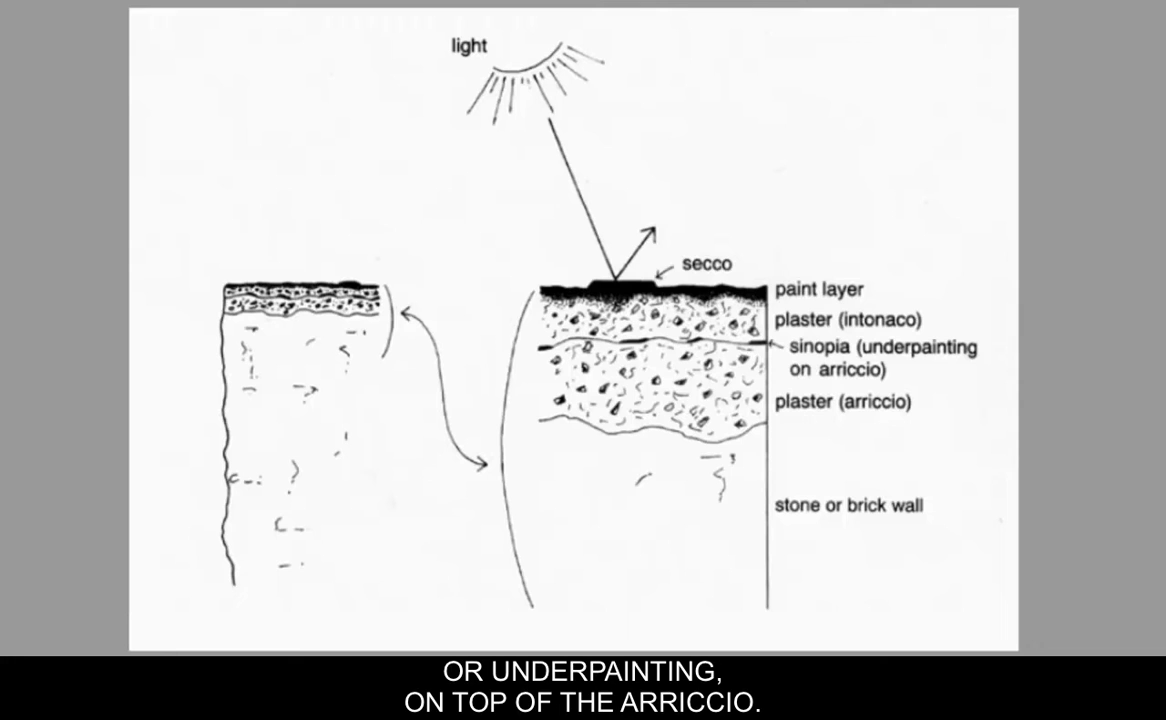 light
secco
paint layer
plaster (intonaco)
sinopia (underpainting
on arriccio)
plaster (arriccio)
stone or brick wall
OR UNDERPAINTING,
ON TOP OF THE ARRICCIO.